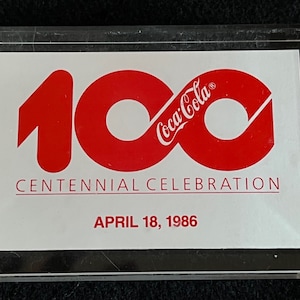 100
Coca-Cola®
CENTENNIAL CELEBRATION
APRIL 18, 1986